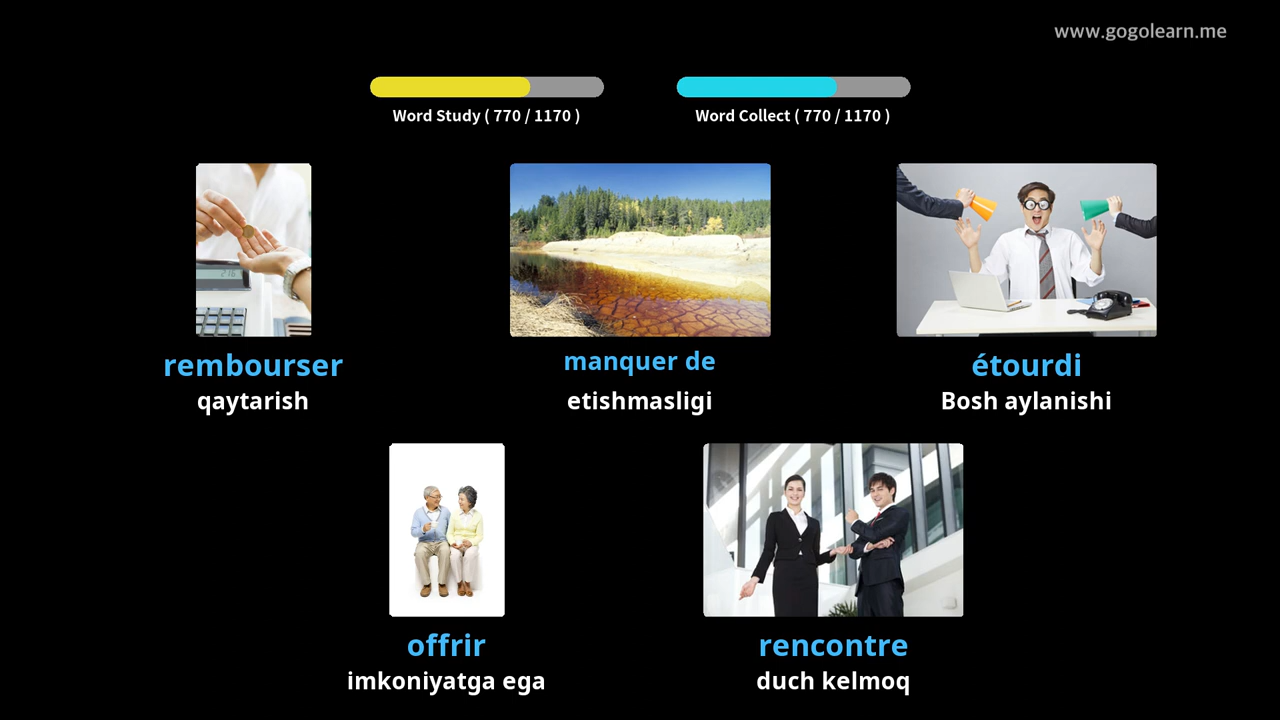 www.gogolearn.me
Word Study ( 770 / 1170 )
Word Collect ( 770 / 1170 )
rembourser
qaytarish
manquer de
etishmasligi
étourdi
Bosh aylanishi
offrir
imkoniyatga ega
rencontre
duch kelmoq